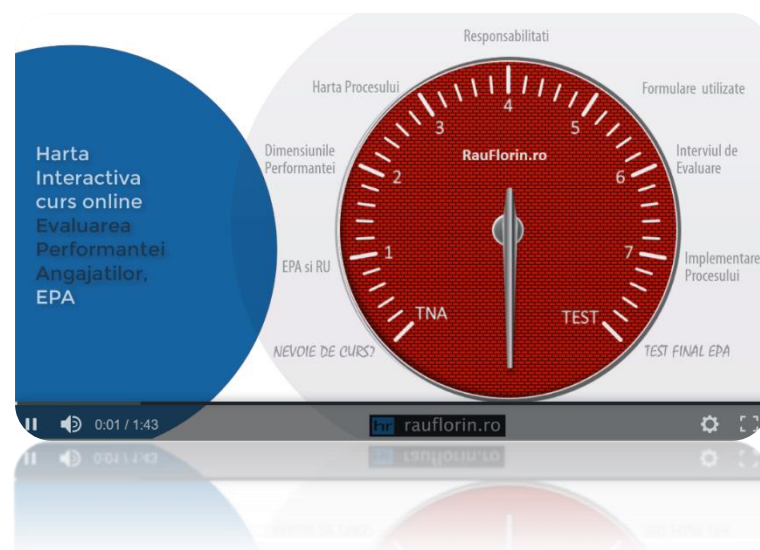 Harta
Interactiva
curs online
Evaluarea
Performantei
Angajatilor,
EPA
Responsabilitati
Harta Procesului
Formulare utilizate
Dimensiunile
Performantei
Interviul de
Evaluare
EPA si RU
Implementare
Procesului
NEVOIE DE CURS?
TEST FINAL EPA
RauFlorin.ro
TNA
1
2
3
4
5
6
7
TEST
0:01 / 1:43
hr rauflorin.ro